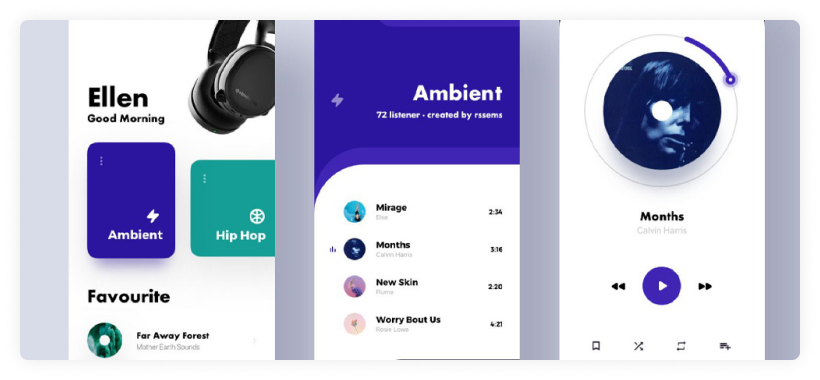 Ellen
Good Morning
Ambient
Hip Hop
Favourite
Far Away Forest
Mother Earth Sounds
Ambient
72 listener - created by rssems
Mirage
Else
2:34
Months
Calvin Harris
3:16
New Skin
Flume
2:20
Worry Bout Us
Rosie Lowe
4:21
Months
Calvin Harris